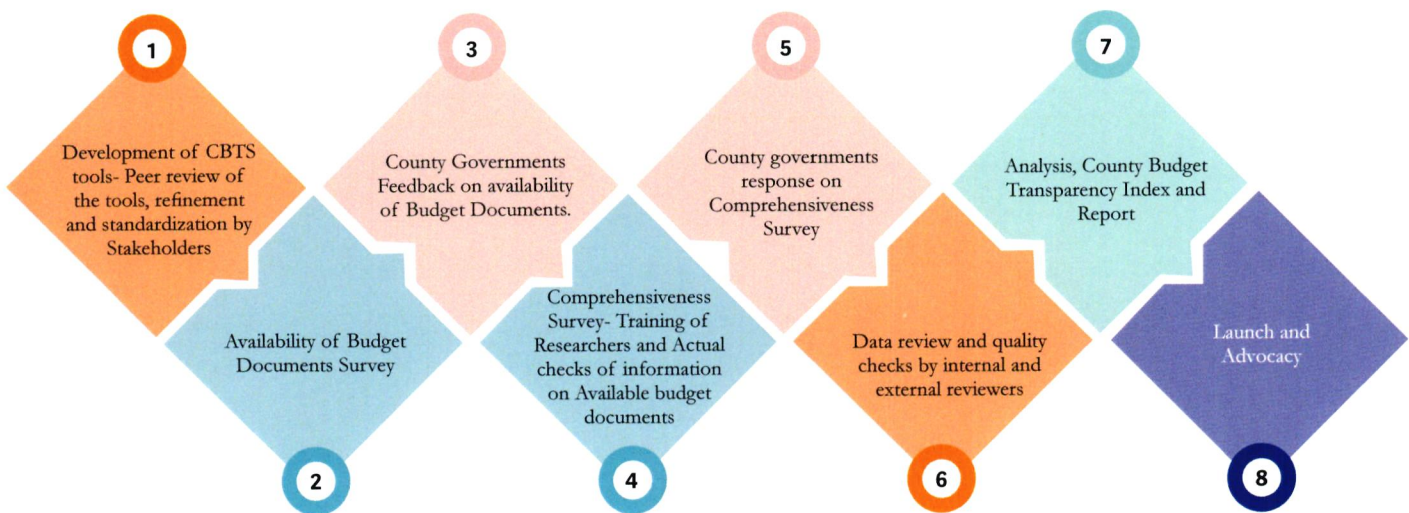 1
Development of CBTS
tools- Peer review of
the tools, refinement
and standardization by
Stakeholders
2
Availability of Budget
Documents Survey
3
County Governments
Feedback on availability
of Budget Documents.
4
Comprehensiveness
Survey- Training of
Researchers and Actual
checks of information
on Available budget
documents
5
County governments
response on
Comprehensiveness
Survey
6
Data review and quality
checks by internal and
external reviewers
7
Analysis, County Budget
Transparency Index and
Report
8
Launch and
Advocacy